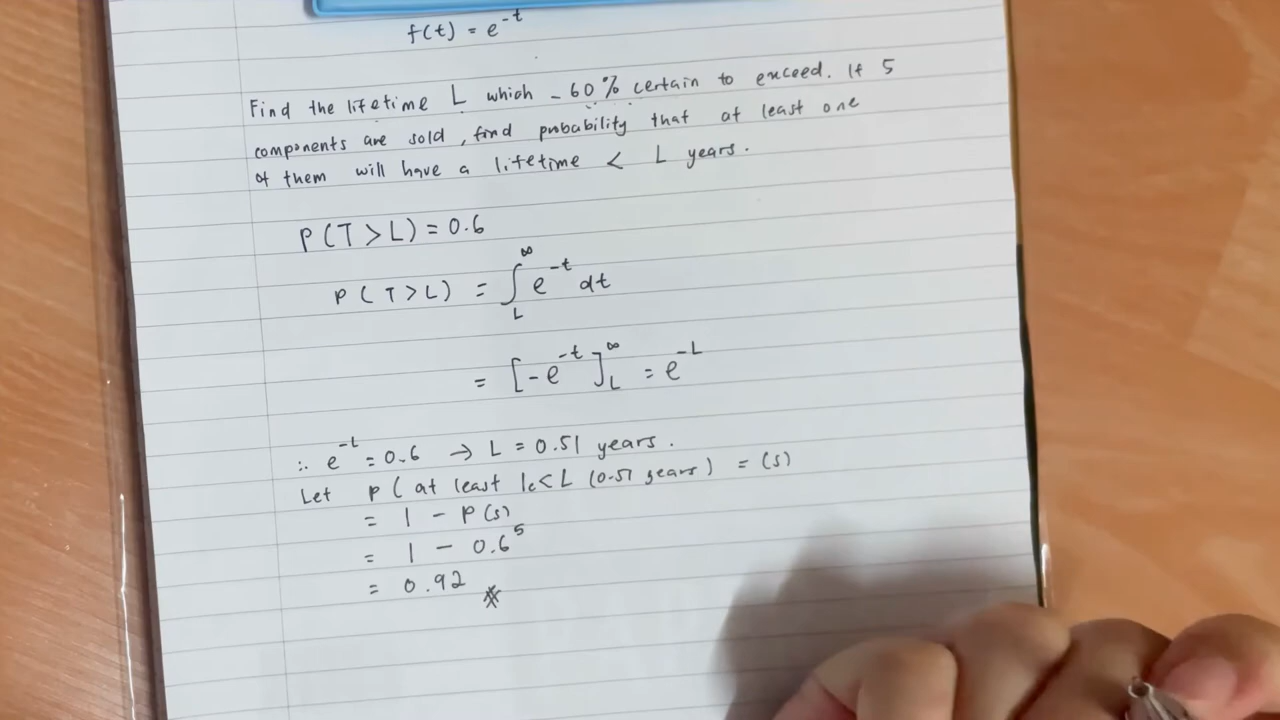 f(t) = e^-t
Find the lifetime L which - 60% certain to exceed. If 5
components are sold, find probability that at least one
of them will have a lifetime < L years.
P(T > L) = 0.6
P(T > L) = ∫_L^∞ e^-t dt
= [-e^-t]_L^∞ = e^-L
∴ e^-L = 0.6 → L = 0.51 years.
Let P( at least 1c < L (0.51 years) = (s)
= 1 - P(s)
= 1 - 0.6^5
= 0.92